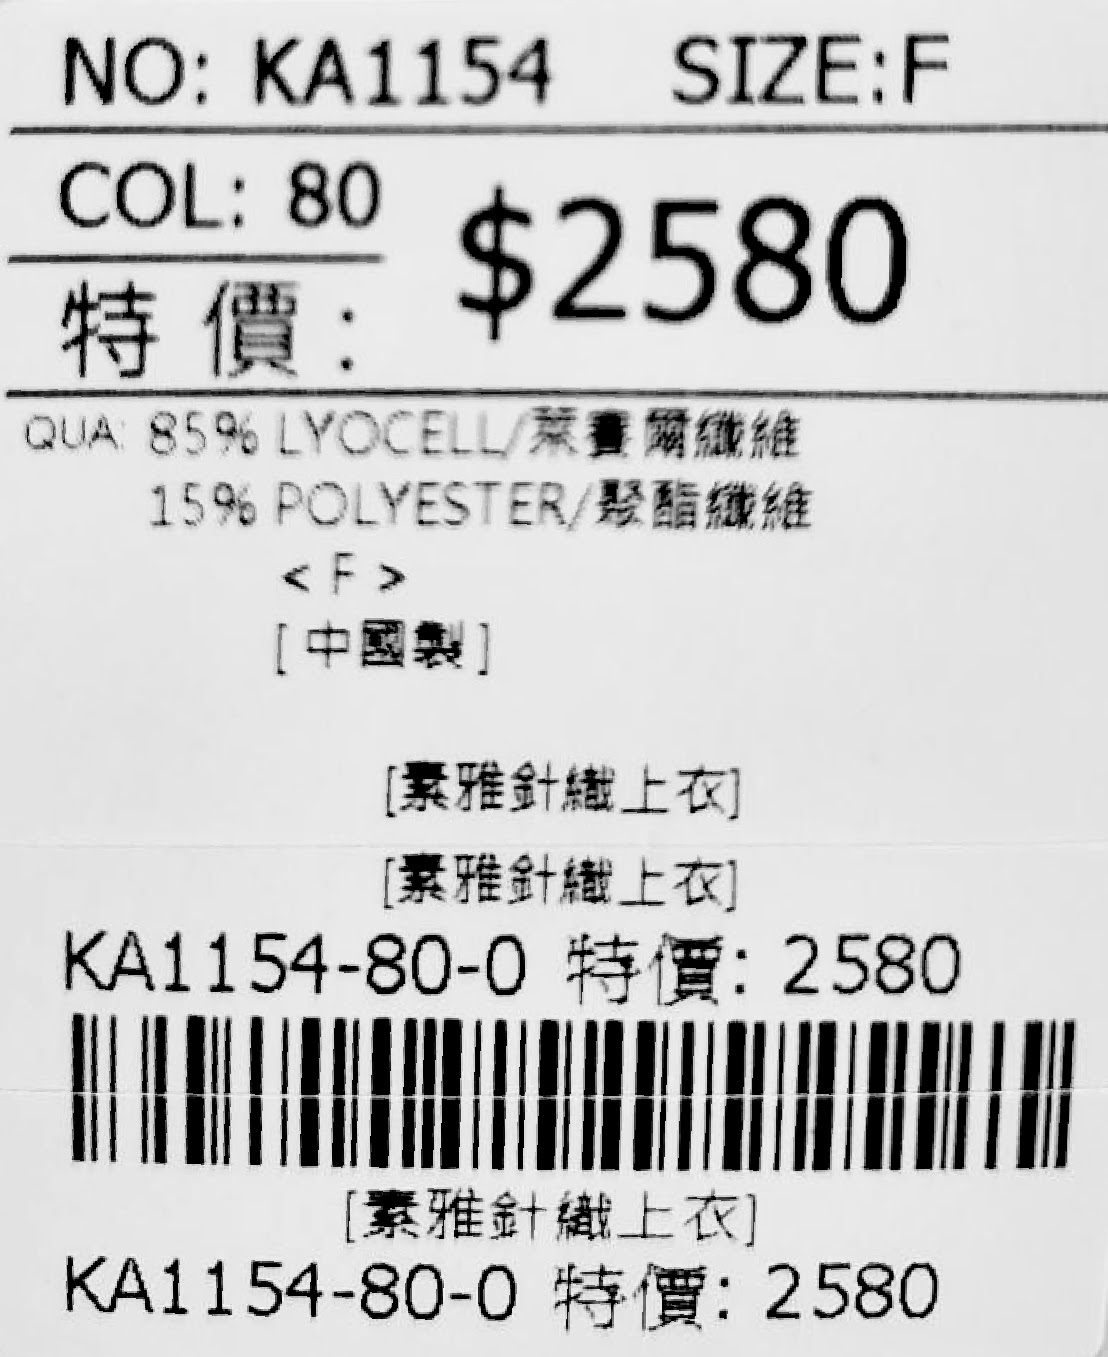 NO: KA1154 SIZE:F
COL: 80
$2580
特 價 :
QUA: 85% LYOCELL/萊賽爾纖維
15% POLYESTER/聚酯纖維
< F >
[ 中國製 ]
[素雅針織上衣]
[素雅針織上衣]
KA1154-80-0 特價: 2580
[素雅針織上衣]
KA1154-80-0 特價: 2580